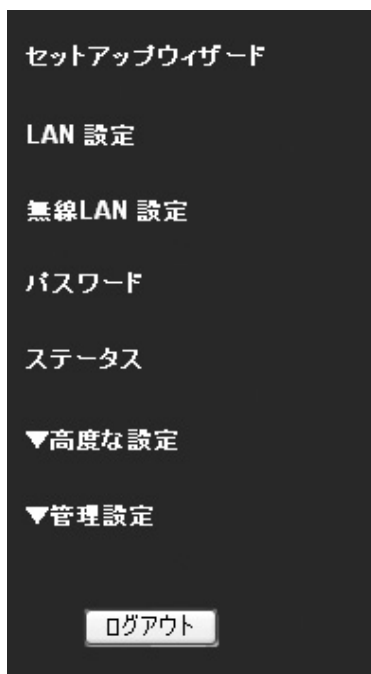 セットアップウィザード
LAN 設定
無線LAN 設定
パスワード
ステータス
▼高度な設定
▼管理設定
ログアウト